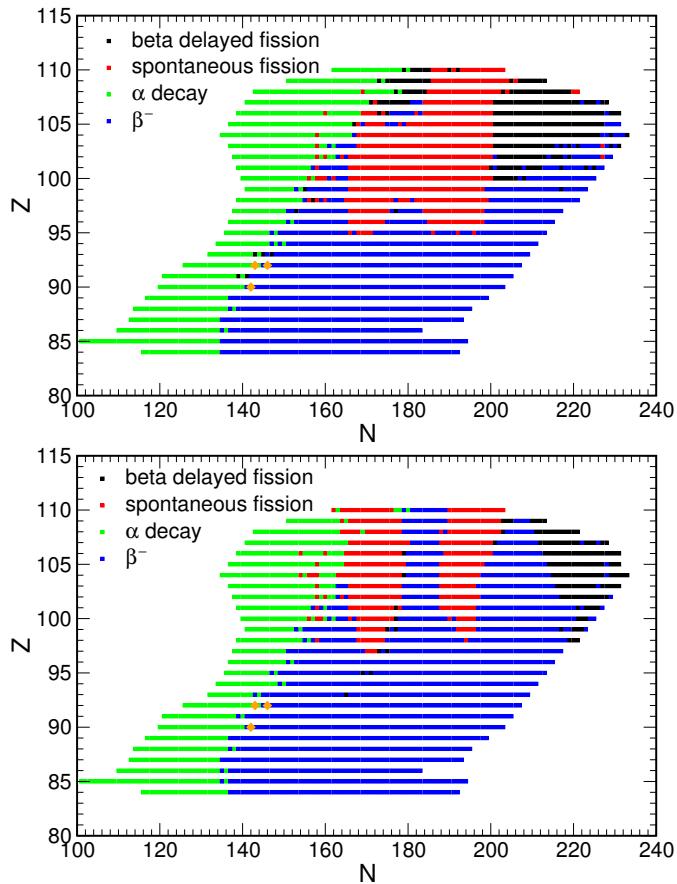 115
110
105
100
95
90
85
80
Z
beta delayed fission
spontaneous fission
α decay
β⁻
100 120 140 160 180 200 220 240
N
115
110
105
100
95
90
85
80
Z
beta delayed fission
spontaneous fission
α decay
β⁻
100 120 140 160 180 200 220 240
N